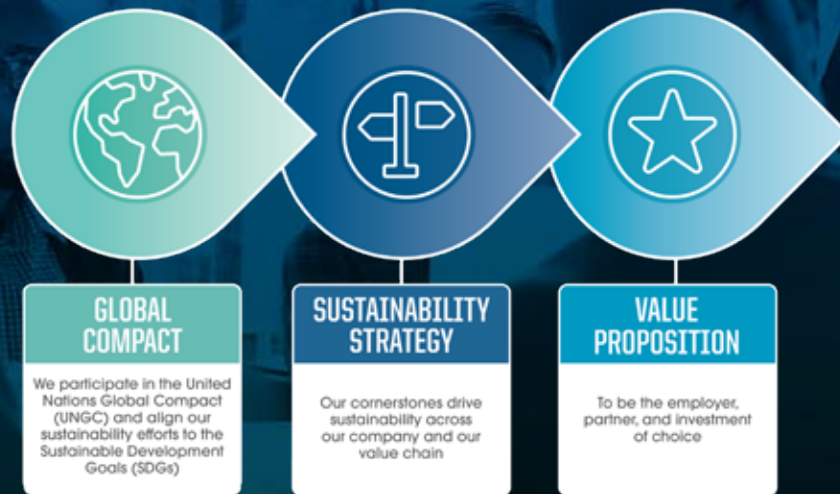 GLOBAL
COMPACT
We participate in the United
Nations Global Compact
(UNGC) and align our
sustainability efforts to the
Sustainable Development
Goals (SDGs)
SUSTAINABILITY
STRATEGY
Our cornerstones drive
sustainability across
our company and our
value chain
VALUE
PROPOSITION
To be the employer,
partner, and investment
of choice